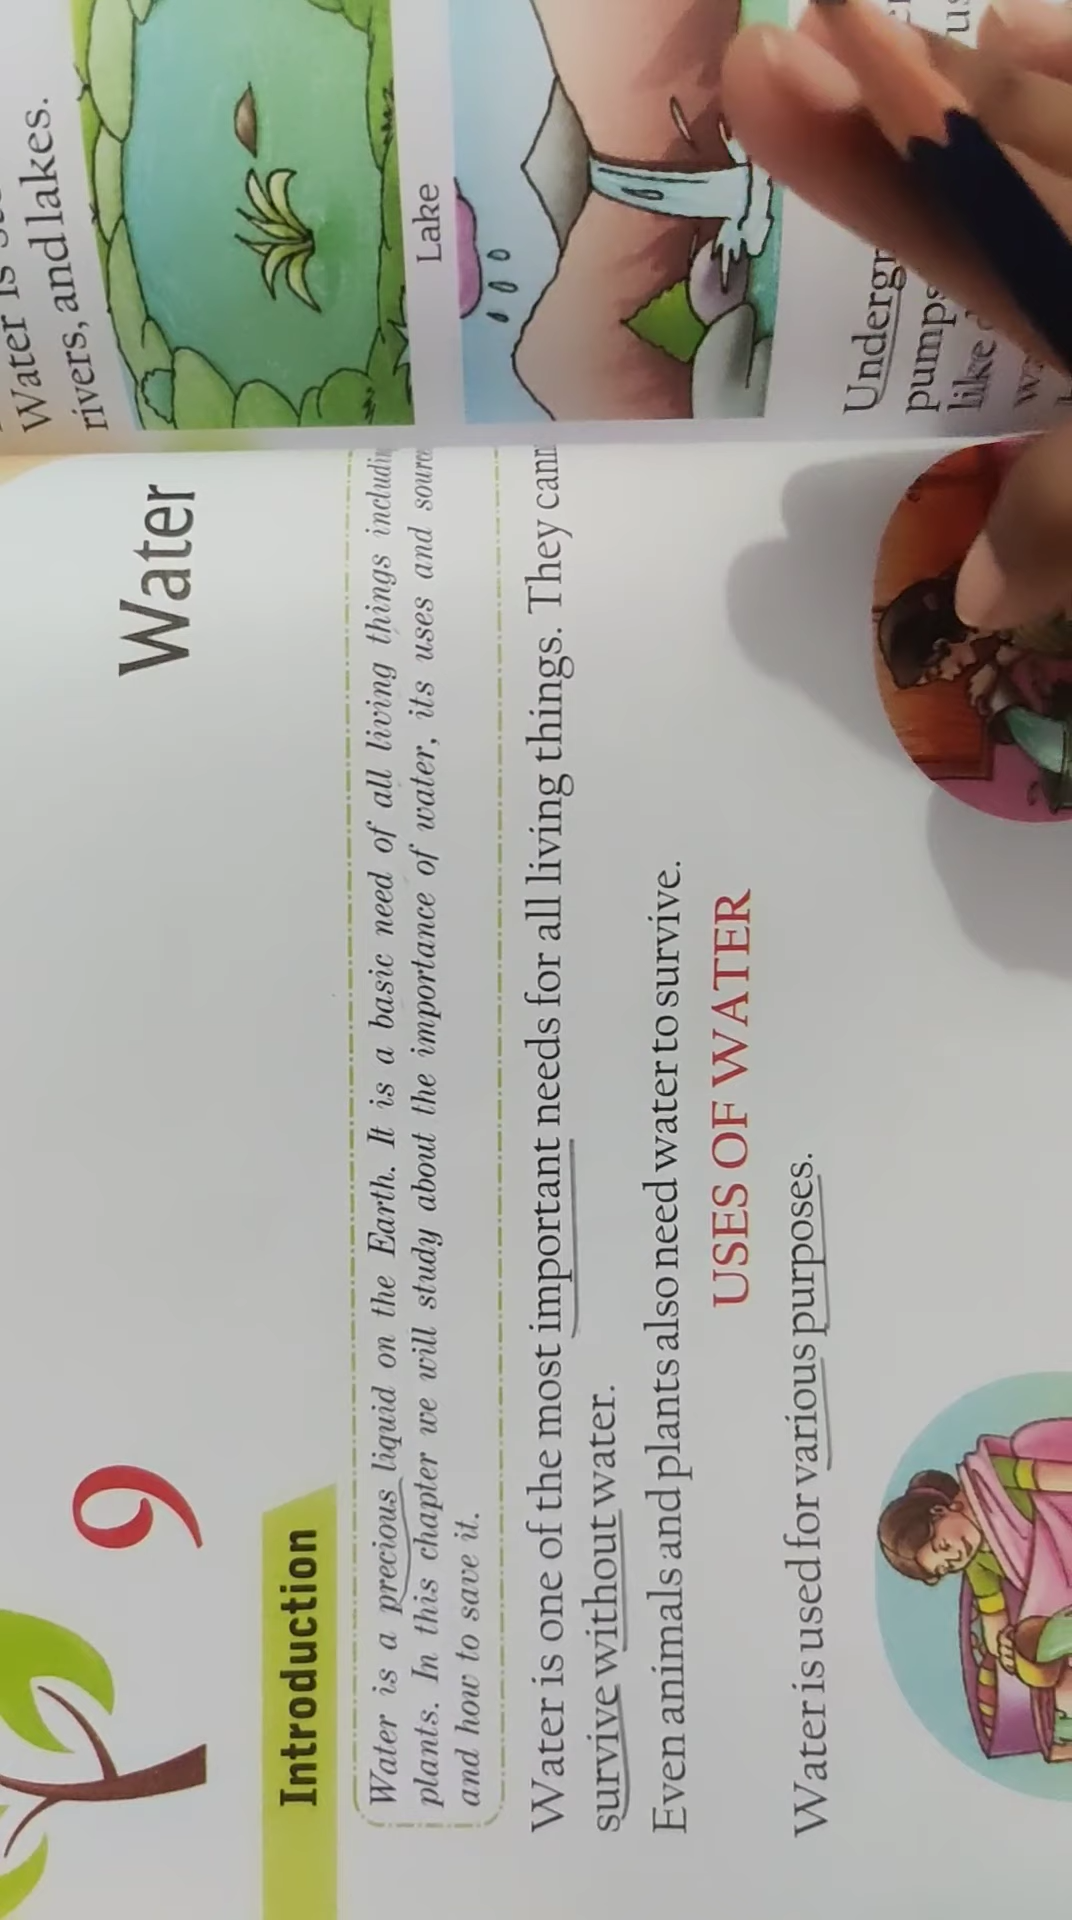 9
Water
Introduction
Water is a precious liquid on the Earth. It is a basic need of all living things
plants. In this chapter we will study about the importance of water, its uses and
and how to save it.
Water is one of the most important needs for all living things. They
survive without water.
Even animals and plants also need water to survive.
USES OF WATER
Water is used for various purposes.
Water is
rivers, and lakes.
Lake
pumps
like